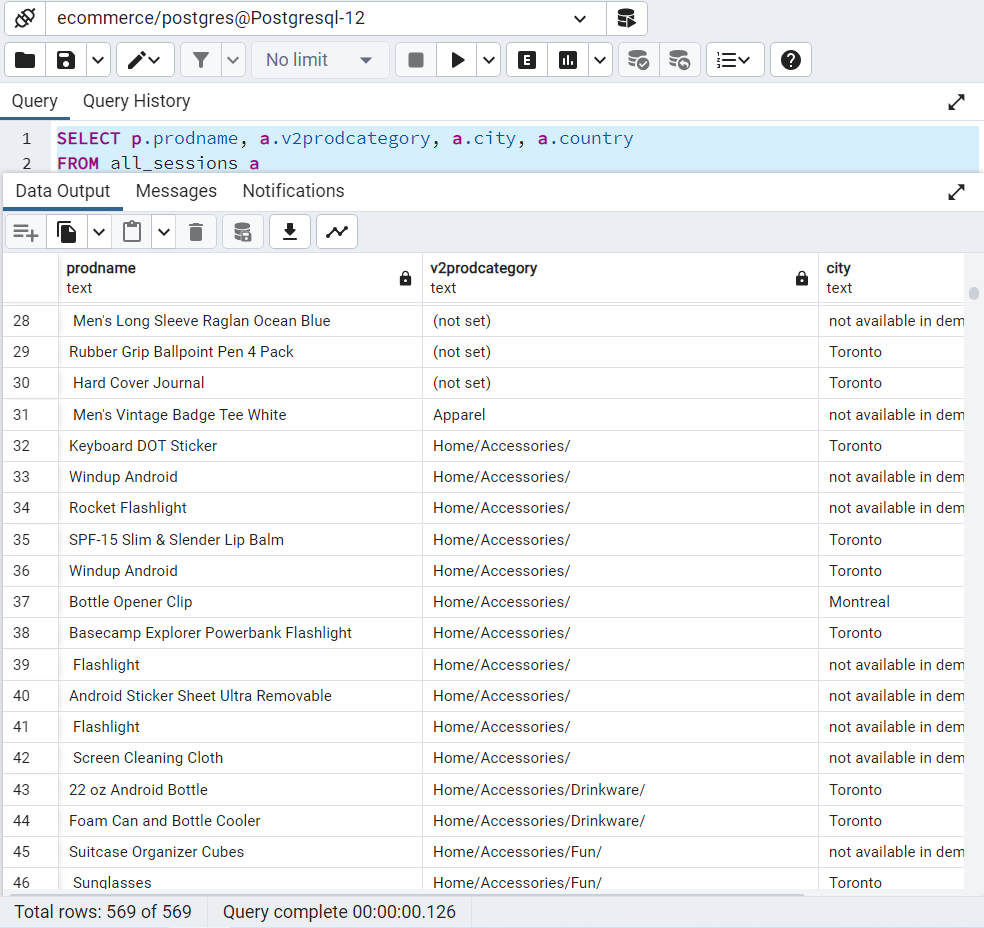 ecommerce/postgres@Postgresql-12
No limit
E
Query Query History
1 SELECT p.prodname, a.v2prodcategory, a.city, a.country
2 FROM all_sessions a
Data Output Messages Notifications
prodname v2prodcategory city
text text text
28 Men's Long Sleeve Raglan Ocean Blue (not set) not available in dem
29 Rubber Grip Ballpoint Pen 4 Pack (not set) Toronto
30 Hard Cover Journal (not set) Toronto
31 Men's Vintage Badge Tee White Apparel not available in dem
32 Keyboard DOT Sticker Home/Accessories/ Toronto
33 Windup Android Home/Accessories/ not available in dem
34 Rocket Flashlight Home/Accessories/ not available in dem
35 SPF-15 Slim & Slender Lip Balm Home/Accessories/ Toronto
36 Windup Android Home/Accessories/ Toronto
37 Bottle Opener Clip Home/Accessories/ Montreal
38 Basecamp Explorer Powerbank Flashlight Home/Accessories/ Toronto
39 Flashlight Home/Accessories/ not available in dem
40 Android Sticker Sheet Ultra Removable Home/Accessories/ not available in dem
41 Flashlight Home/Accessories/ not available in dem
42 Screen Cleaning Cloth Home/Accessories/ not available in dem
43 22 oz Android Bottle Home/Accessories/Drinkware/ Toronto
44 Foam Can and Bottle Cooler Home/Accessories/Drinkware/ Toronto
45 Suitcase Organizer Cubes Home/Accessories/Fun/ not available in dem
46 Sunglasses Home/Accessories/Fun/ Toronto
Total rows: 569 of 569 Query complete 00:00:00.126